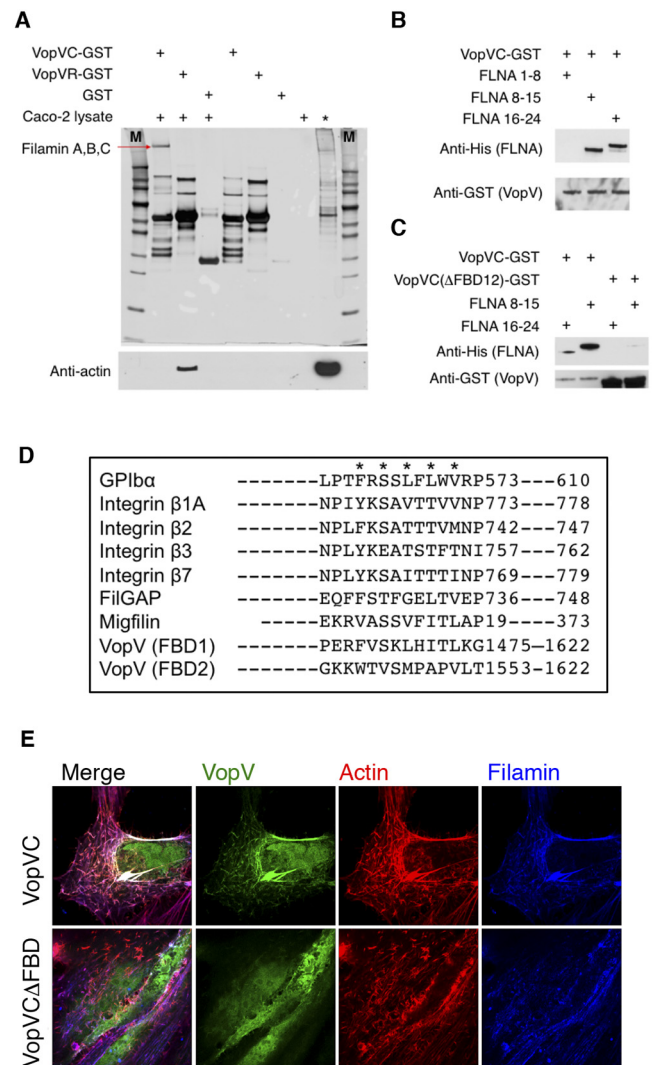 A
VopVC-GST + +
VopVR-GST + +
GST + +
Caco-2 lysate + + + + *
M M
Filamin A,B,C
Anti-actin
B
VopVC-GST + + +
FLNA 1-8 +
FLNA 8-15 +
FLNA 16-24 +
Anti-His (FLNA)
Anti-GST (VopV)
C
VopVC-GST + +
VopVC(ΔFBD12)-GST + +
FLNA 8-15 + +
FLNA 16-24 + +
Anti-His (FLNA)
Anti-GST (VopV)
D
* * * * *
GPIbα -------LPTFRSSLFLWVRP573---610
Integrin β1A -------NPIYKSAVTTVVNP773---778
Integrin β2 -------NPLFKSATTTVMNP742---747
Integrin β3 -------NPLYKEATSTFTNI757---762
Integrin β7 -------NPLYKSAITTTINP769---779
FilGAP -------EQFFSTFGELTVEP736---748
Migfilin -----EKRVASSVFITLAP19----373
VopV (FBD1) -------PERFVSKLHITLKG1475—1622
VopV (FBD2) -------GKKWTVSMPAPVLT1553-1622
E
Merge VopV Actin Filamin
VopVC
VopVCΔFBD